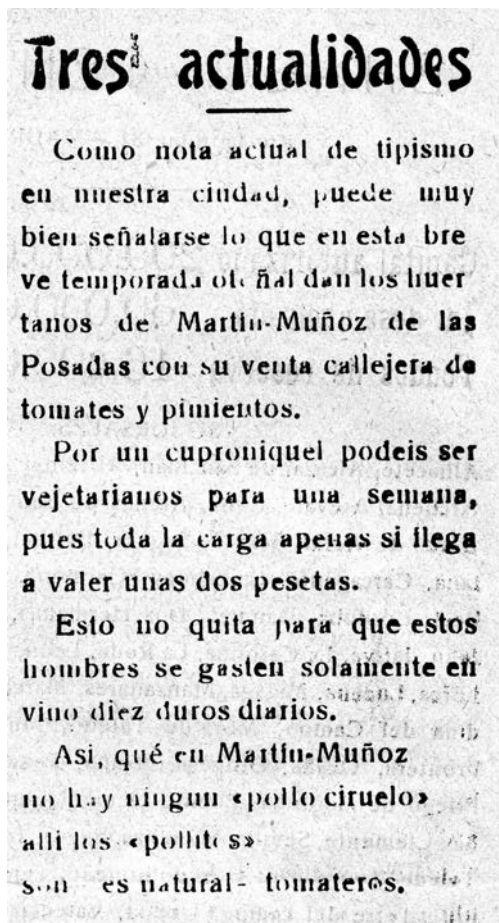 Tres actualidades
Como nota actual de tipismo
en nuestra ciudad, puede muy
bien señalarse lo que en esta bre
ve temporada otoñal dan los huer
tanos de Martin-Muñoz de las
Posadas con su venta callejera de
tomates y pimientos.
Por un cuproniquel podeis ser
vejetarianos para una semana,
pues toda la carga apenas si llega
a valer unas dos pesetas.
Esto no quita para que estos
hombres se gasten solamente en
vino diez duros diarios.
Asi, qué en Martin-Muñoz
no hay ningun «pollo ciruelo»
alli los «pollitos»
son es natural- tomateros.